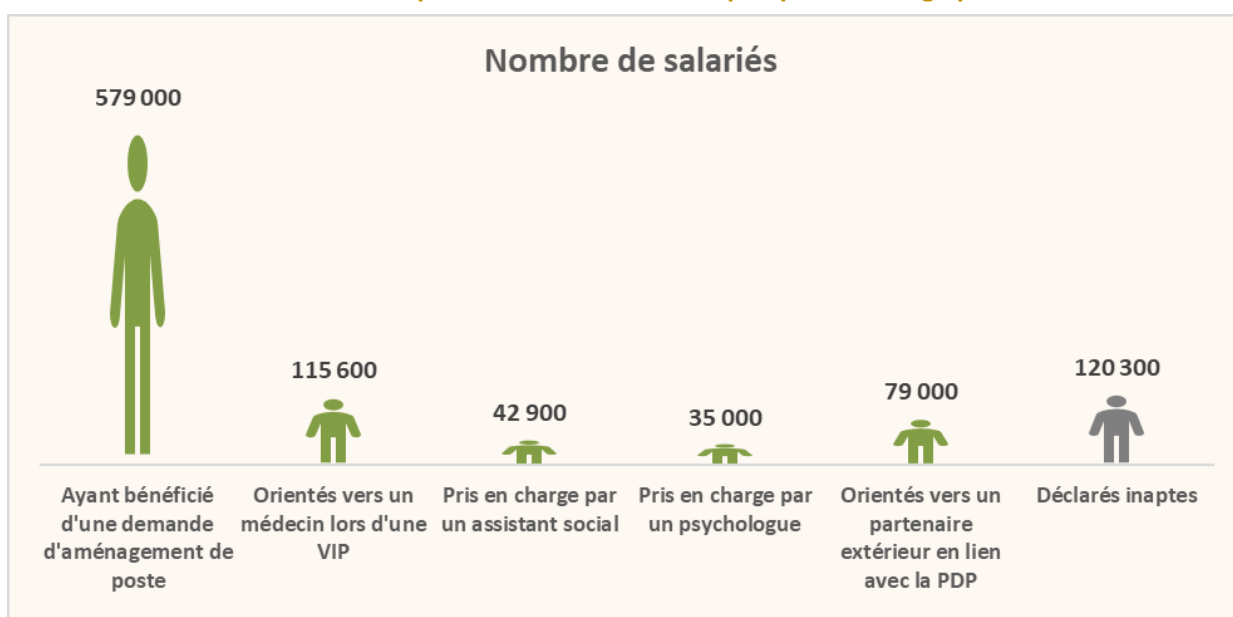 Nombre de salariés
579 000
115 600
42 900
35 000
79 000
120 300
Ayant bénéficié
d'une demande
d'aménagement de
poste
Orientés vers un
médecin lors d'une
VIP
Pris en charge par
un assistant social
Pris en charge par
un psychologue
Orientés vers un
partenaire
extérieur en lien
avec la PDP
Déclarés inaptes